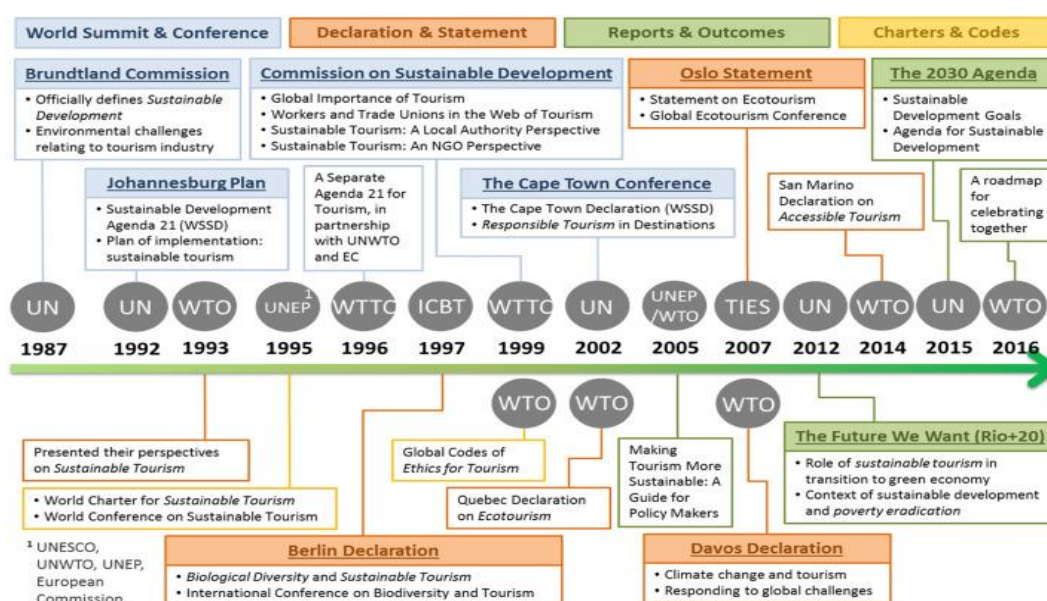 World Summit & Conference
Declaration & Statement
Reports & Outcomes
Charters & Codes
Brundtland Commission
• Officially defines Sustainable
Development
• Environmental challenges
relating to tourism industry
Commission on Sustainable Development
• Global Importance of Tourism
• Workers and Trade Unions in the Web of Tourism
• Sustainable Tourism: A Local Authority Perspective
• Sustainable Tourism: An NGO Perspective
Oslo Statement
• Statement on Ecotourism
• Global Ecotourism Conference
The 2030 Agenda
• Sustainable
Development Goals
• Agenda for Sustainable
Development
Johannesburg Plan
• Sustainable Development
Agenda 21 (WSSD)
• Plan of implementation:
sustainable tourism
A Separate
Agenda 21 for
Tourism, in
partnership
with UNWTO
and EC
The Cape Town Conference
• The Cape Town Declaration (WSSD)
• Responsible Tourism in Destinations
San Marino
Declaration on
Accessible Tourism
A roadmap
for
celebrating
together
UN
UN
WTO
UNEP 1
WTTO
ICBT
WTTO
UN
UNEP
/WTO
TIES
UN
WTO
UN
WTO
1987 1992 1993 1995 1996 1997 1999 2002 2005 2007 2012 2014 2015 2016
WTO
WTO
WTO
Presented their perspectives
on Sustainable Tourism
• World Charter for Sustainable Tourism
• World Conference on Sustainable Tourism
Global Codes of
Ethics for Tourism
Quebec Declaration
on Ecotourism
Making
Tourism More
Sustainable: A
Guide for
Policy Makers
The Future We Want (Rio+20)
• Role of sustainable tourism in
transition to green economy
• Context of sustainable development
and poverty eradication
1 UNESCO,
UNWTO, UNEP,
European
Commission
Berlin Declaration
• Biological Diversity and Sustainable Tourism
• International Conference on Biodiversity and Tourism
Davos Declaration
• Climate change and tourism
• Responding to global challenges